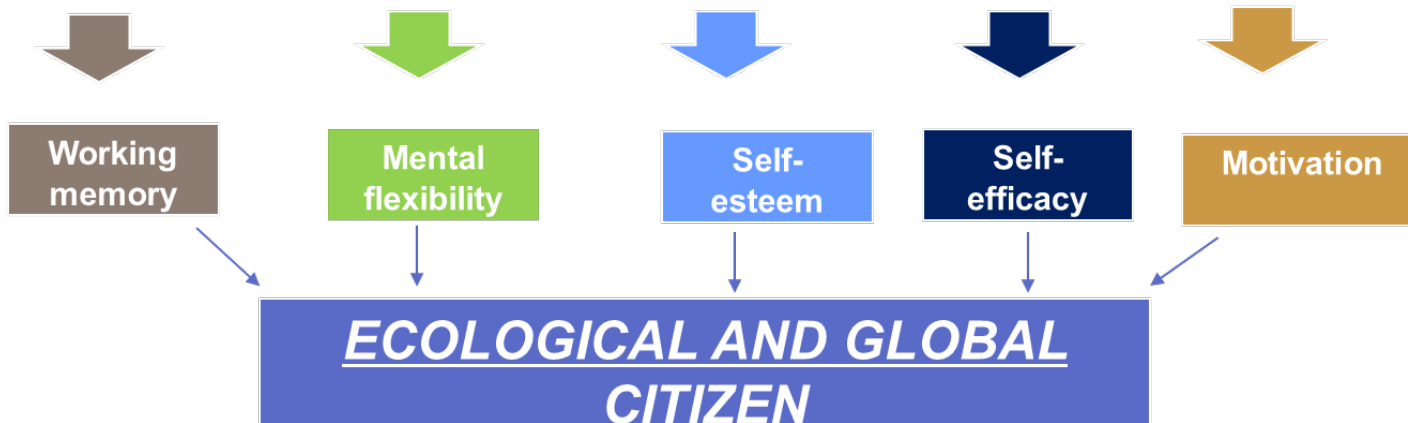 Working
memory
Mental
flexibility
Self-
esteem
Self-
efficacy
Motivation
ECOLOGICAL AND GLOBAL
CITIZEN